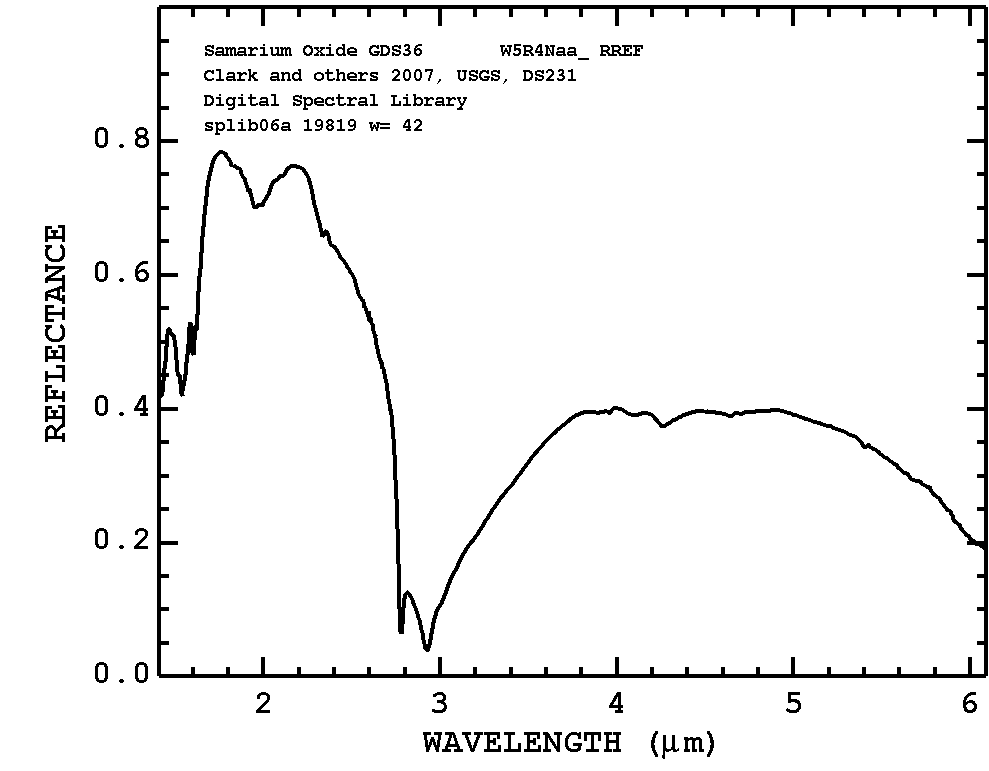 Samarium Oxide GDS36 W5R4Naa_ RREF
Clark and others 2007, USGS, DS231
Digital Spectral Library
splib06a 19819 w= 42
0.8
0.6
0.4
0.2
0.0
REFLECTANCE
2 3 4 5 6
WAVELENGTH (μm)